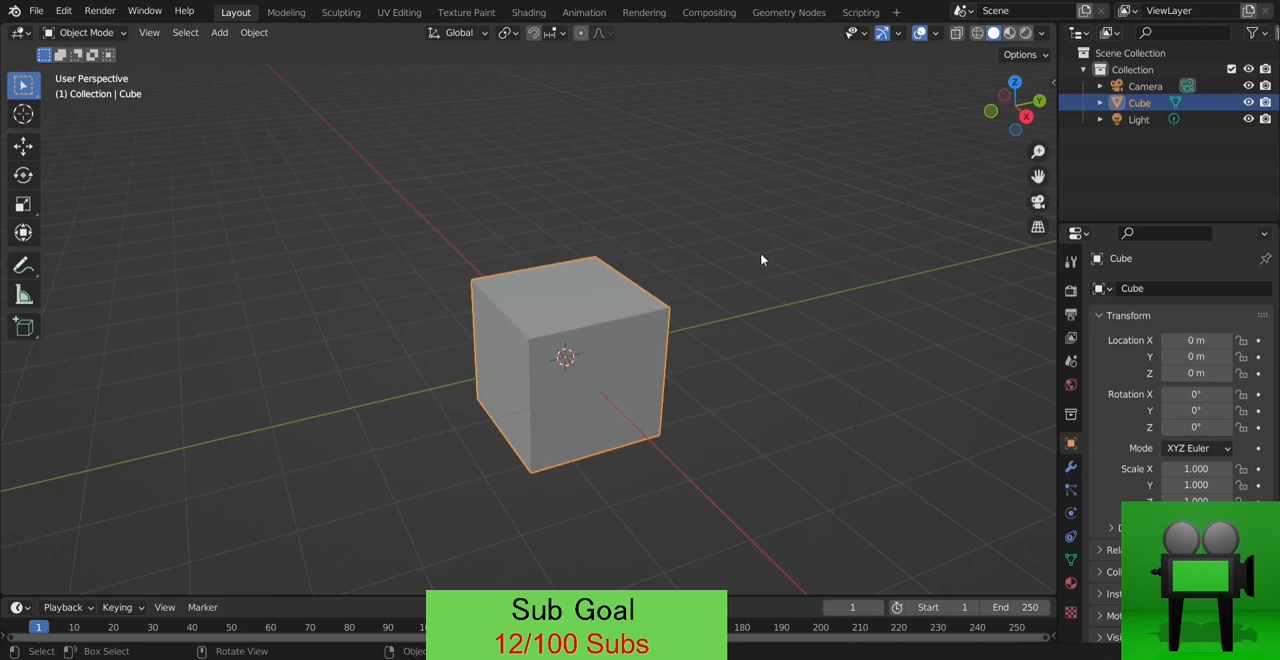 File Edit Render Window Help Layout Modeling Sculpting UV Editing Texture Paint Shading Animation Rendering Compositing Geometry Nodes Scripting + Scene ViewLayer
Object Mode View Select Add Object Global
Options
User Perspective
(1) Collection | Cube
Z
Y
X
Scene Collection
Collection
Camera
Cube
Light
Cube
Cube
Transform
Location X 0 m
Y 0 m
Z 0 m
Rotation X 0°
Y 0°
Z 0°
Mode XYZ Euler
Scale X 1.000
Y 1.000
Playback Keying View Marker
1 Start 1 End 250
1 10 20 30 40 50 60 70 80 90 180 190 200 210 220 230 240 250
Select Box Select Rotate View
Sub Goal
12/100 Subs